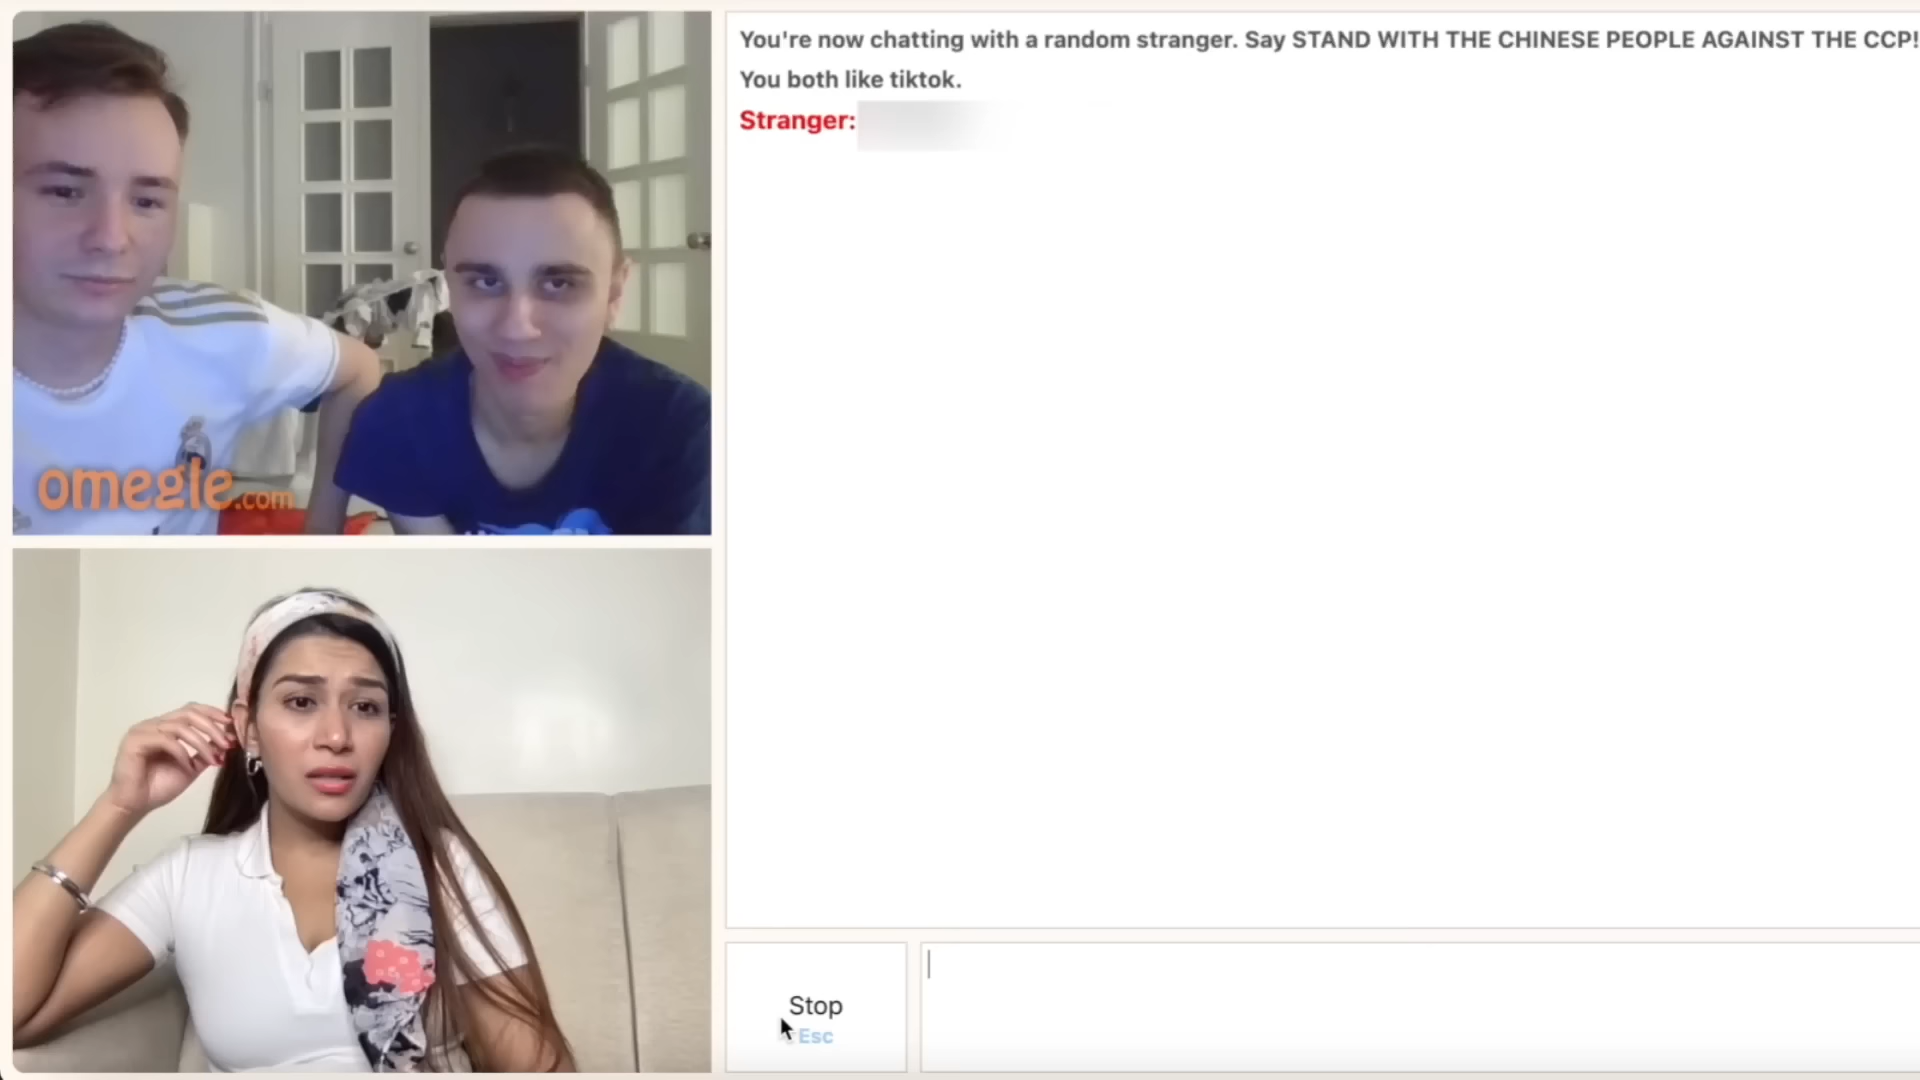 You're now chatting with a random stranger. Say STAND WITH THE CHINESE PEOPLE AGAINST THE CCP!
You both like tiktok.
Stranger:
omegle.com
Stop
Esc